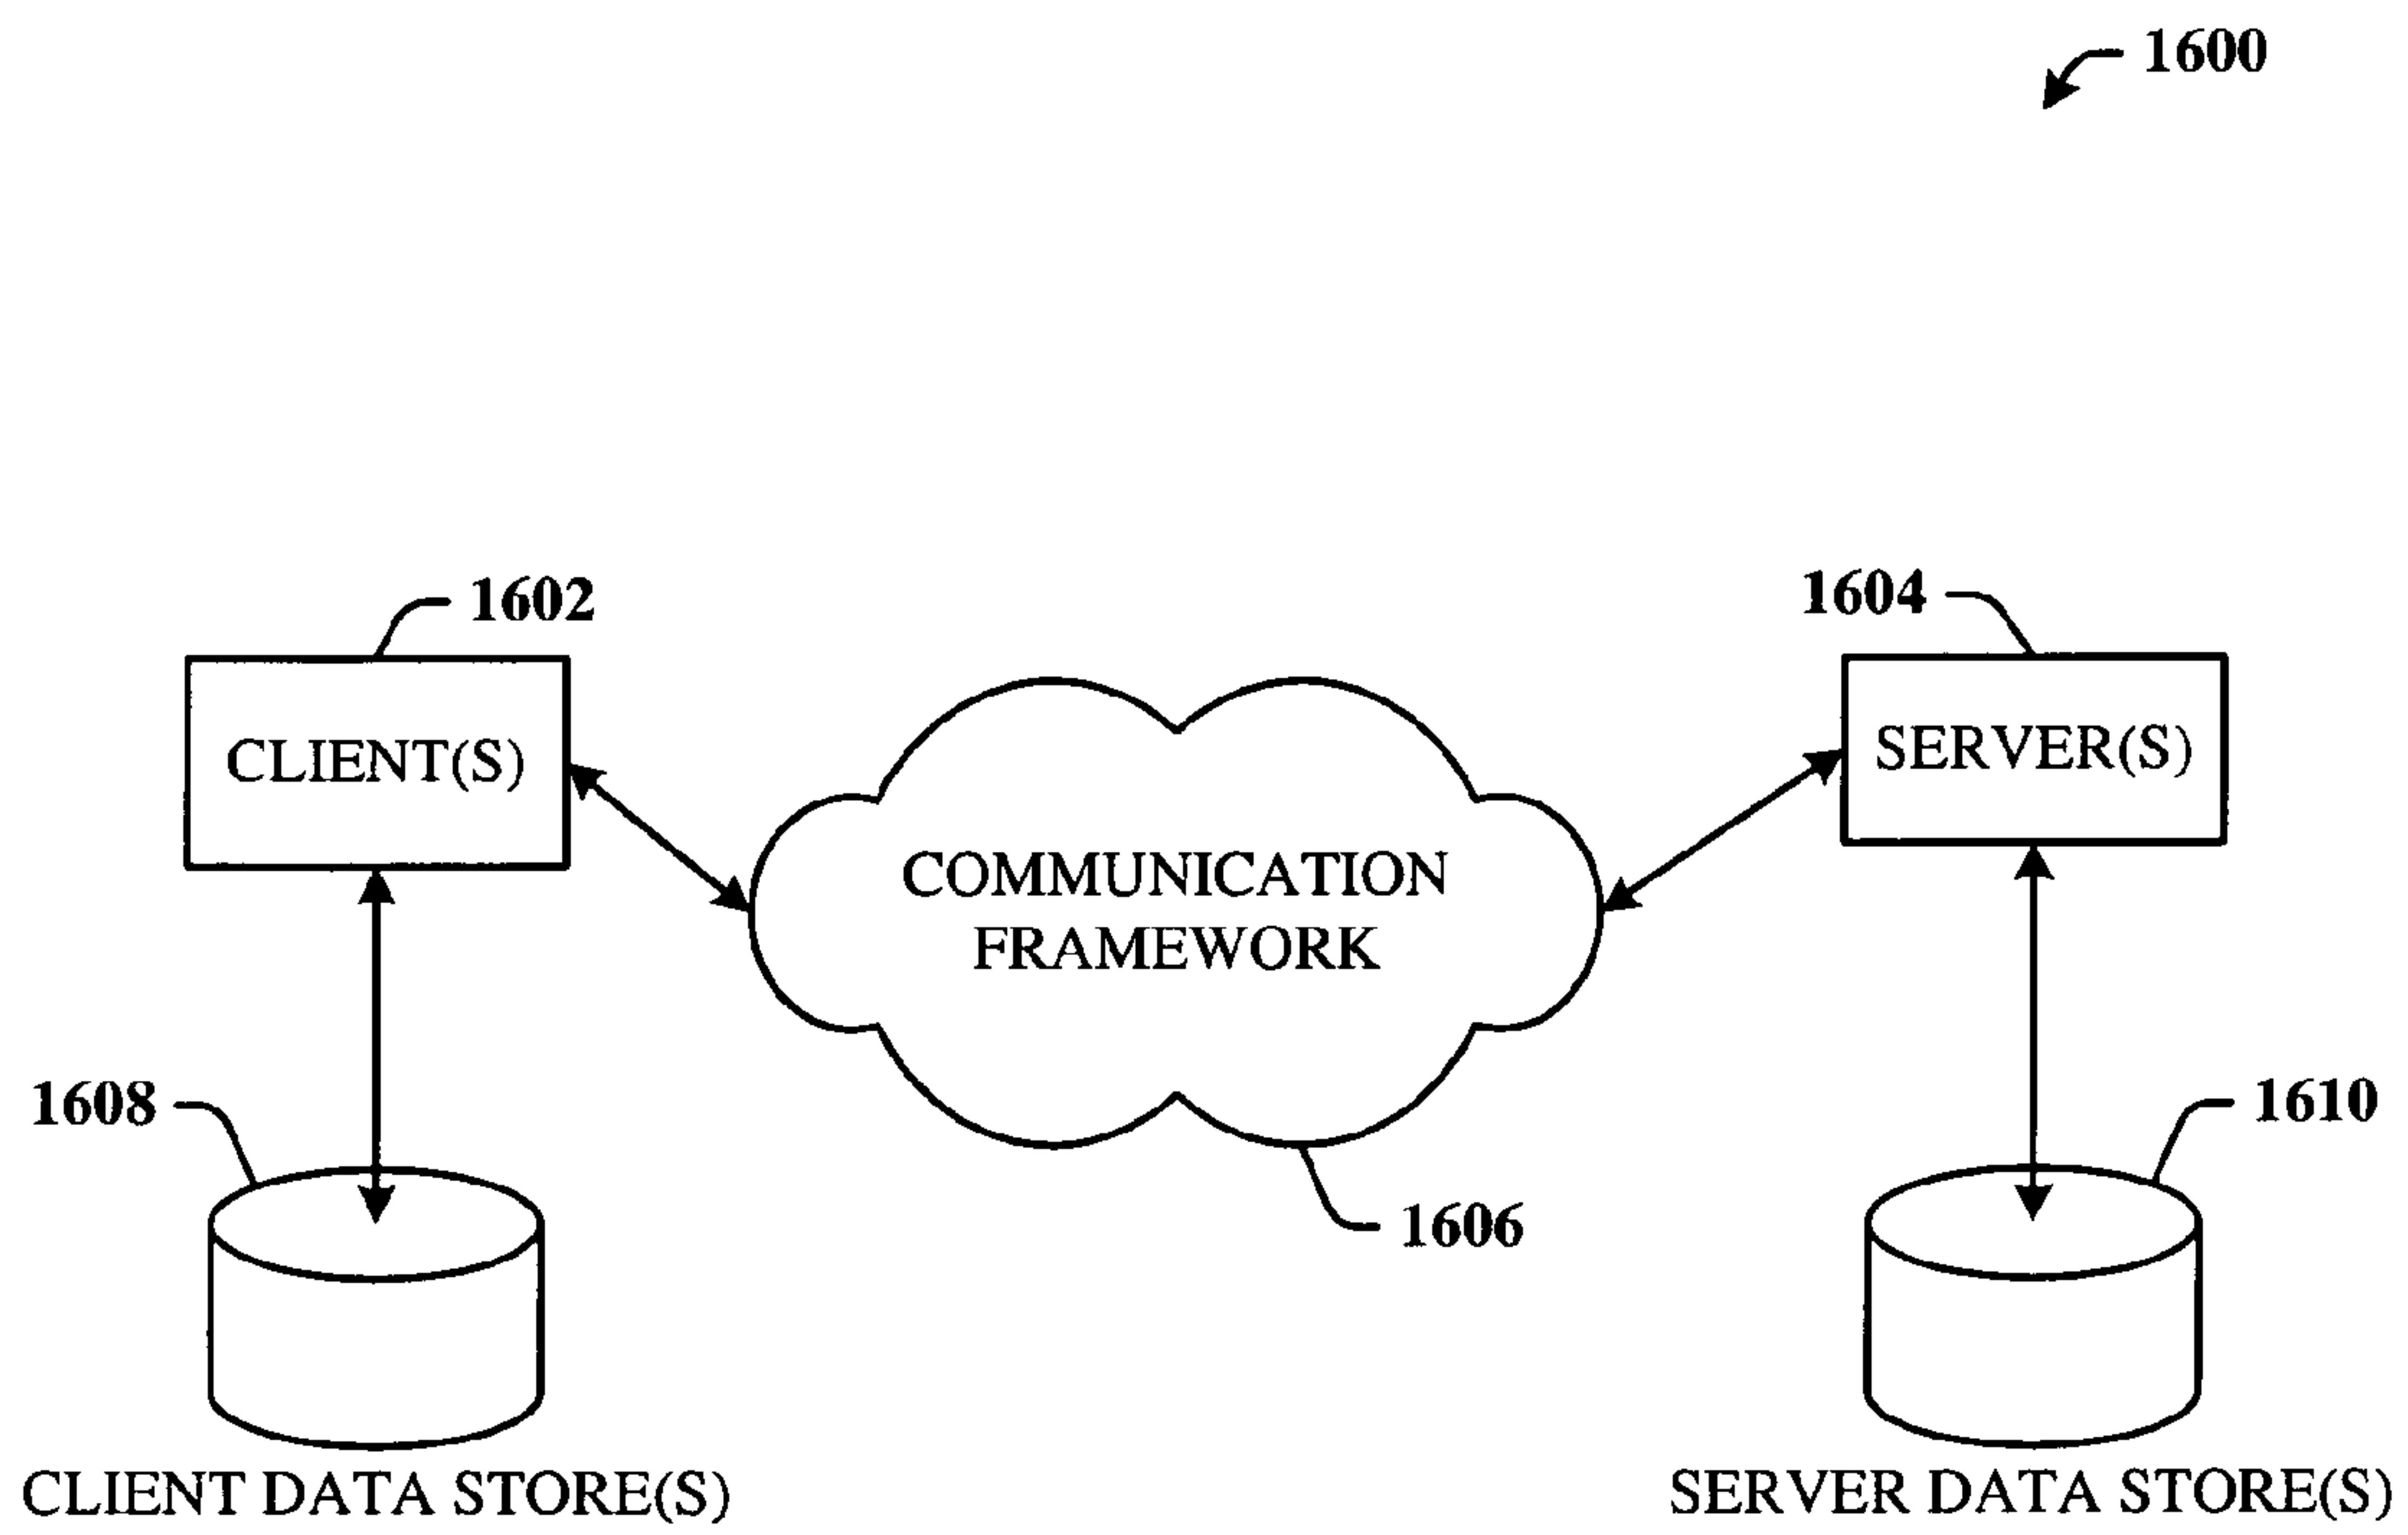 1600
1602
1604
CLIENT(S)
SERVER(S)
COMMUNICATION
FRAMEWORK
1608
1610
1606
CLIENT DATA STORE(S)
SERVER DATA STORE(S)